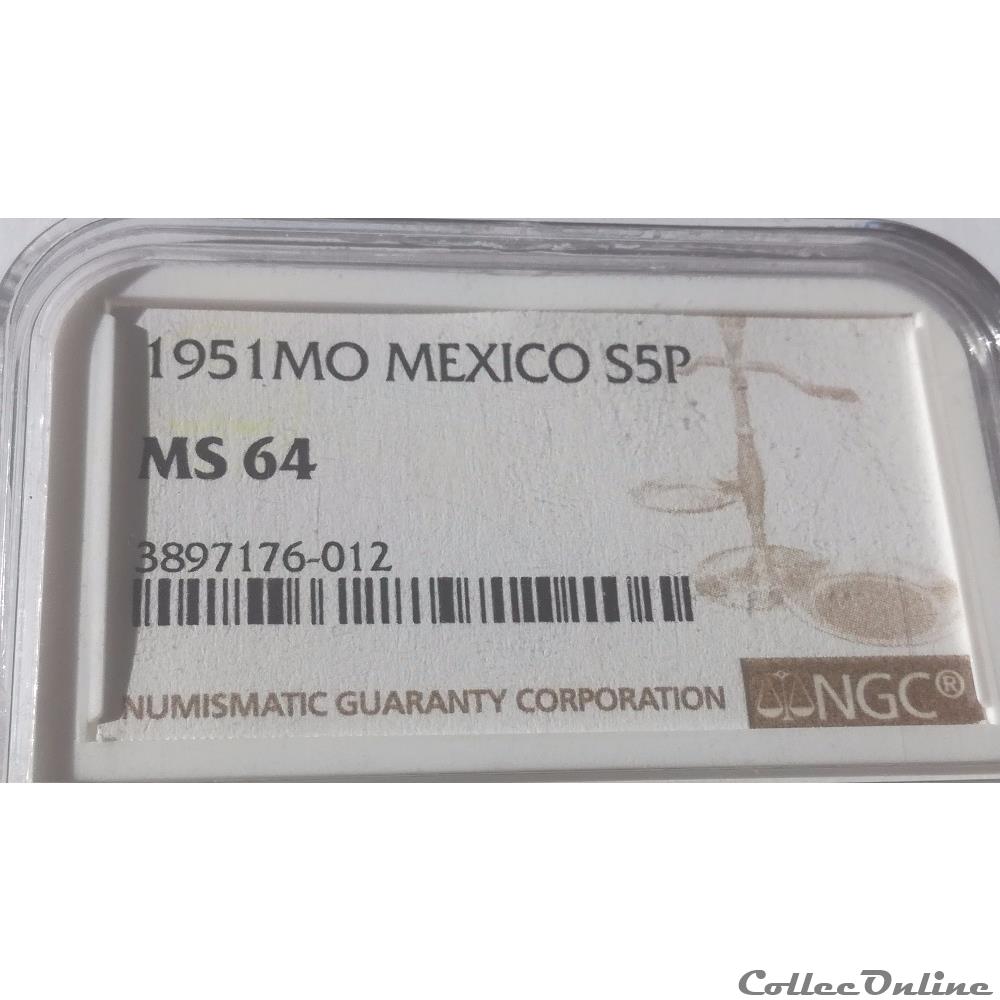 1951MO MEXICO S5P
MS 64
3897176-012
NUMISMATIC GUARANTY CORPORATION
NGC®
CollecOnline